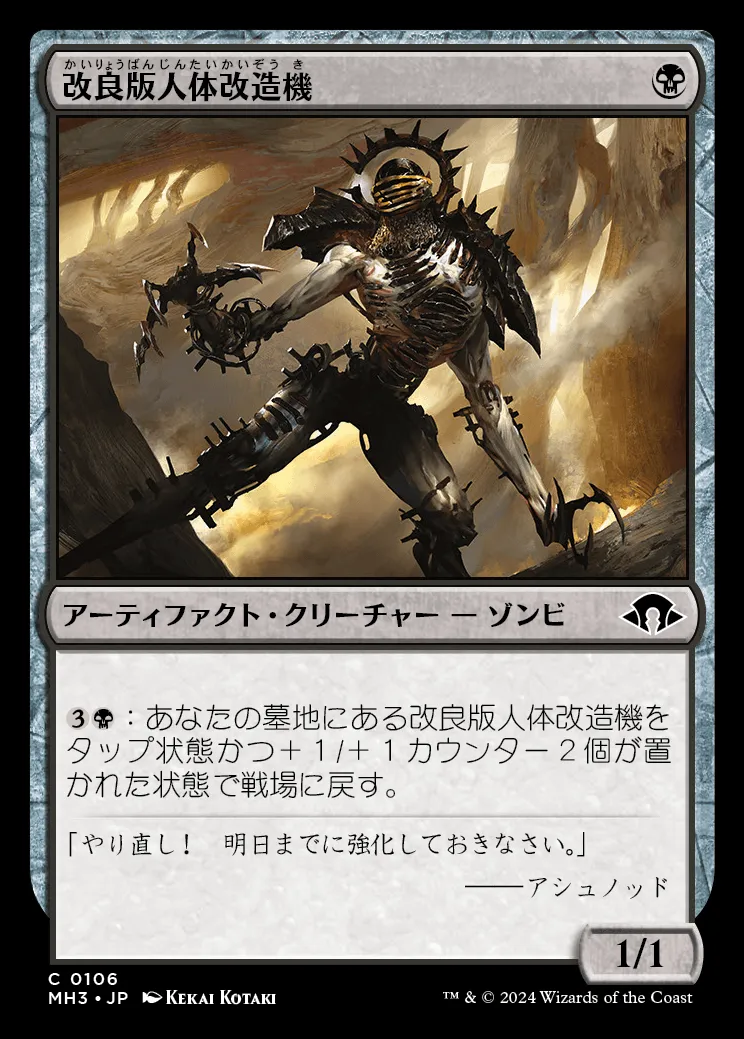 かいりょうばんじんたいかいぞうき
改良版人体改造機
アーティファクト・クリーチャー ― ゾンビ
3：あなたの墓地にある改良版人体改造機を
タップ状態かつ＋１/＋１カウンター２個が置
かれた状態で戦場に戻す。
「やり直し！　明日までに強化しておきなさい。」
――アシュノッド
1/1
C 0106
MH3 • JP Kekai Kotaki
™ & © 2024 Wizards of the Coast